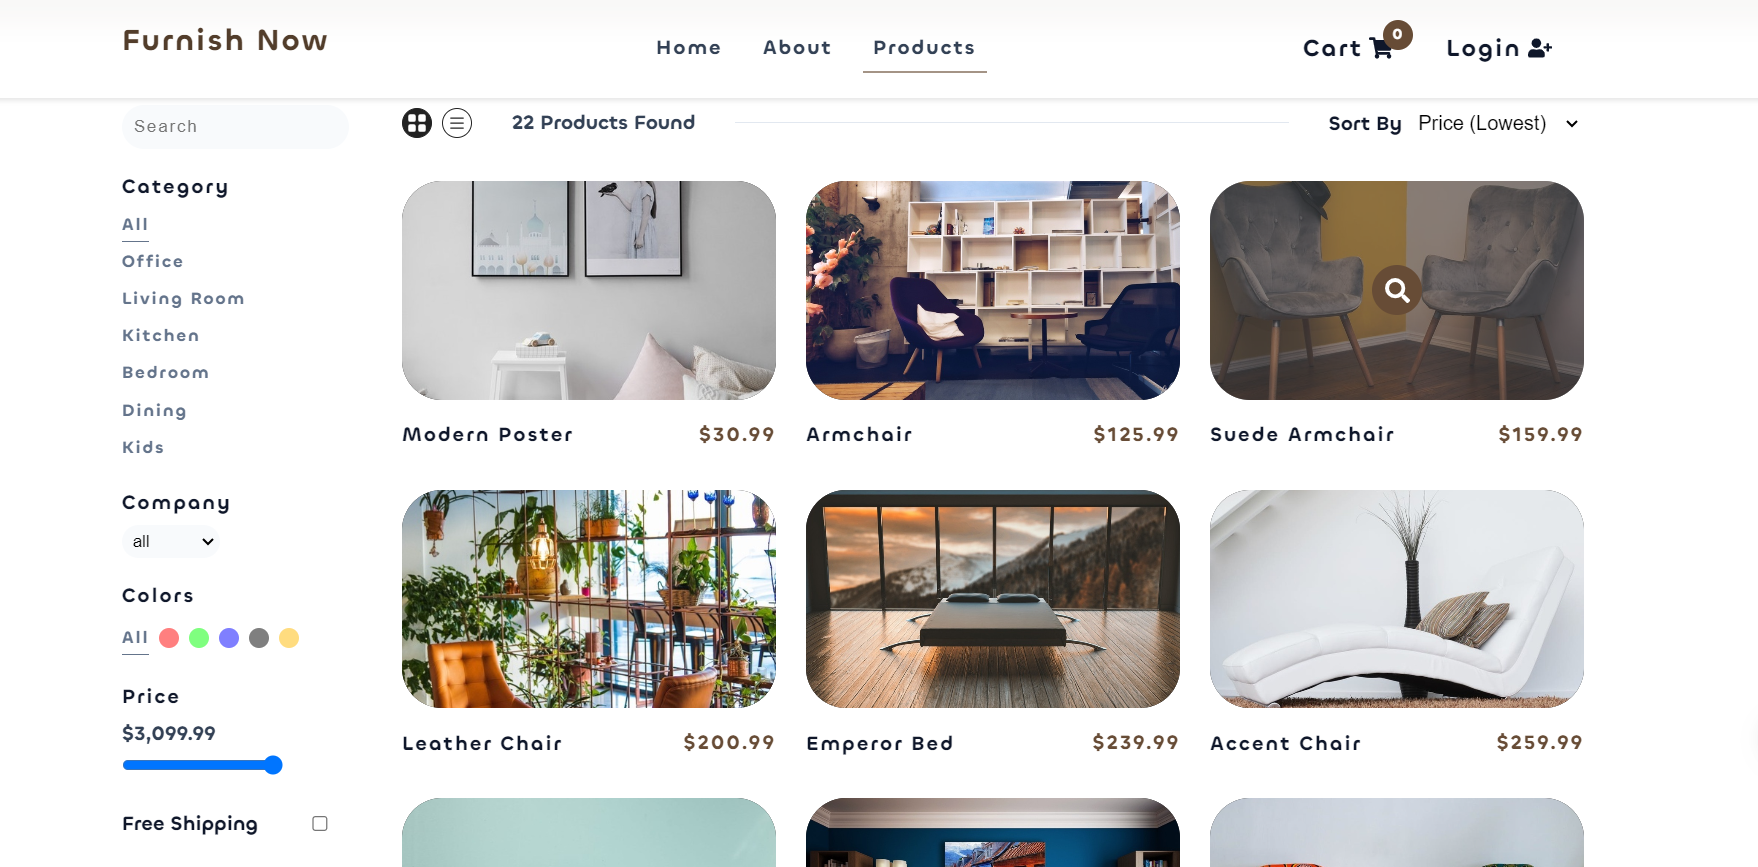 Furnish Now
Home
About
Products
Cart
0
Login
Search
Category
All
Office
Living Room
Kitchen
Bedroom
Dining
Kids
Company
all
Colors
All
Price
$3,099.99
Free Shipping
22 Products Found
Sort By
Price (Lowest)
Modern Poster
$30.99
Armchair
$125.99
Suede Armchair
$159.99
Leather Chair
$200.99
Emperor Bed
$239.99
Accent Chair
$259.99